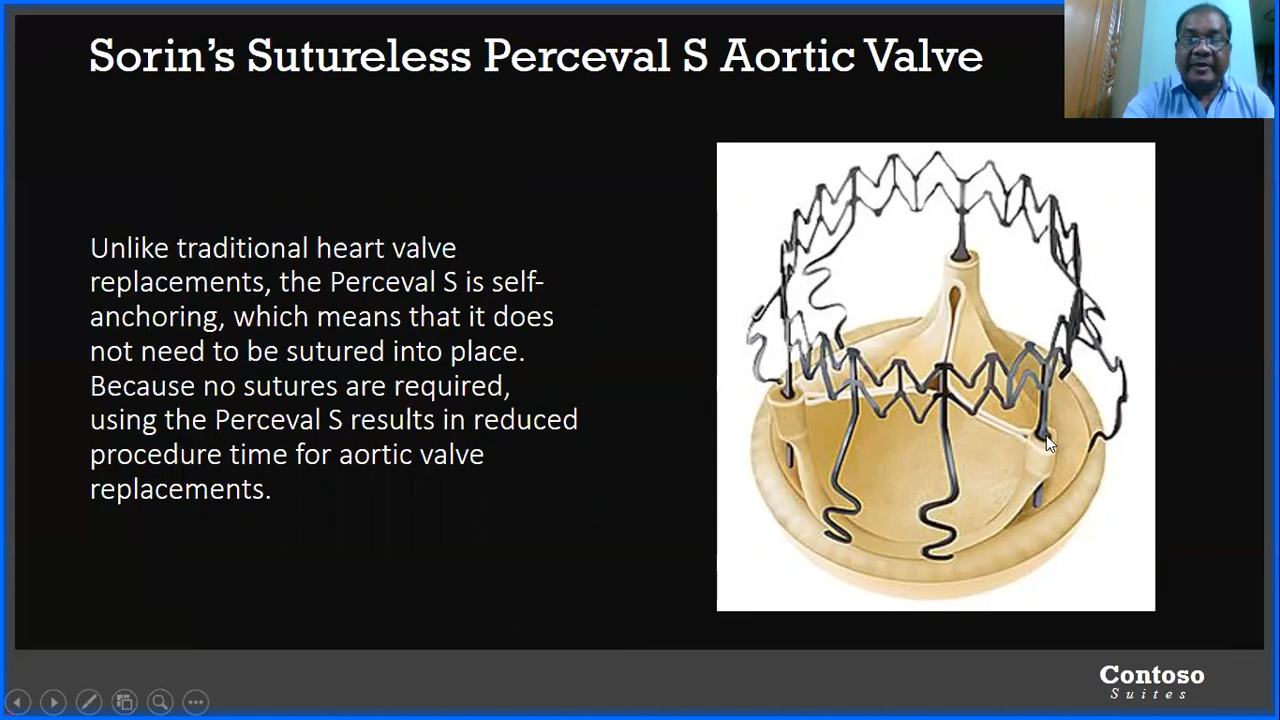 Sorin’s Sutureless Perceval S Aortic Valve
Unlike traditional heart valve
replacements, the Perceval S is self-
anchoring, which means that it does
not need to be sutured into place.
Because no sutures are required,
using the Perceval S results in reduced
procedure time for aortic valve
replacements.
Contoso
Suites